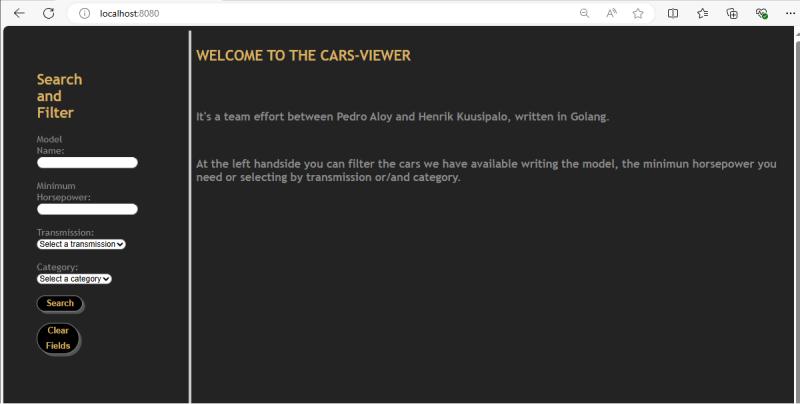 localhost:8080
WELCOME TO THE CARS-VIEWER
Search
and
Filter
Model
Name:
Minimum
Horsepower:
Transmission:
Select a transmission
Category:
Select a category
Search
Clear
Fields
It's a team effort between Pedro Aloy and Henrik Kuusipalo, written in Golang.
At the left handside you can filter the cars we have available writing the model, the minimun horsepower you
need or selecting by transmission or/and category.